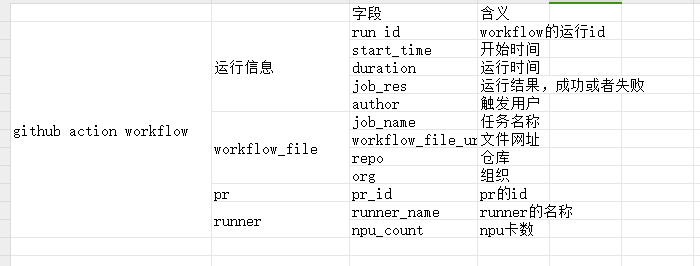 字段 含义
run id workflow的运行id
start_time 开始时间
运行信息 duration 运行时间
job_res 运行结果，成功或者失败
author 触发用户
github action workflow job_name 任务名称
workflow_file workflow_file_ur 文件网址
repo 仓库
org 组织
pr pr_id pr的id
runner runner_name runner的名称
npu_count npu卡数